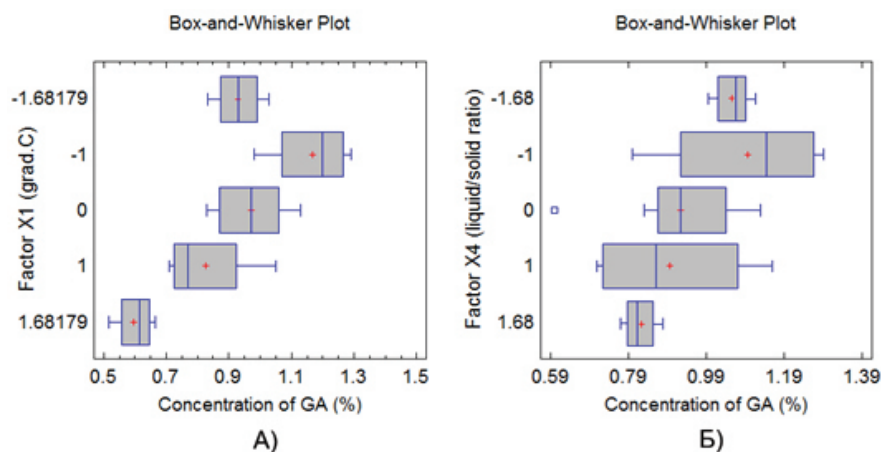 Box-and-Whisker Plot
Factor X1 (grad.C)
-1.68179
-1
0
1
1.68179
0.5 0.7 0.9 1.1 1.3 1.5
Concentration of GA (%)
А)
Box-and-Whisker Plot
Factor X4 (liquid/solid ratio)
-1.68
-1
0
1
1.68
0.59 0.79 0.99 1.19 1.39
Concentration of GA (%)
Б)